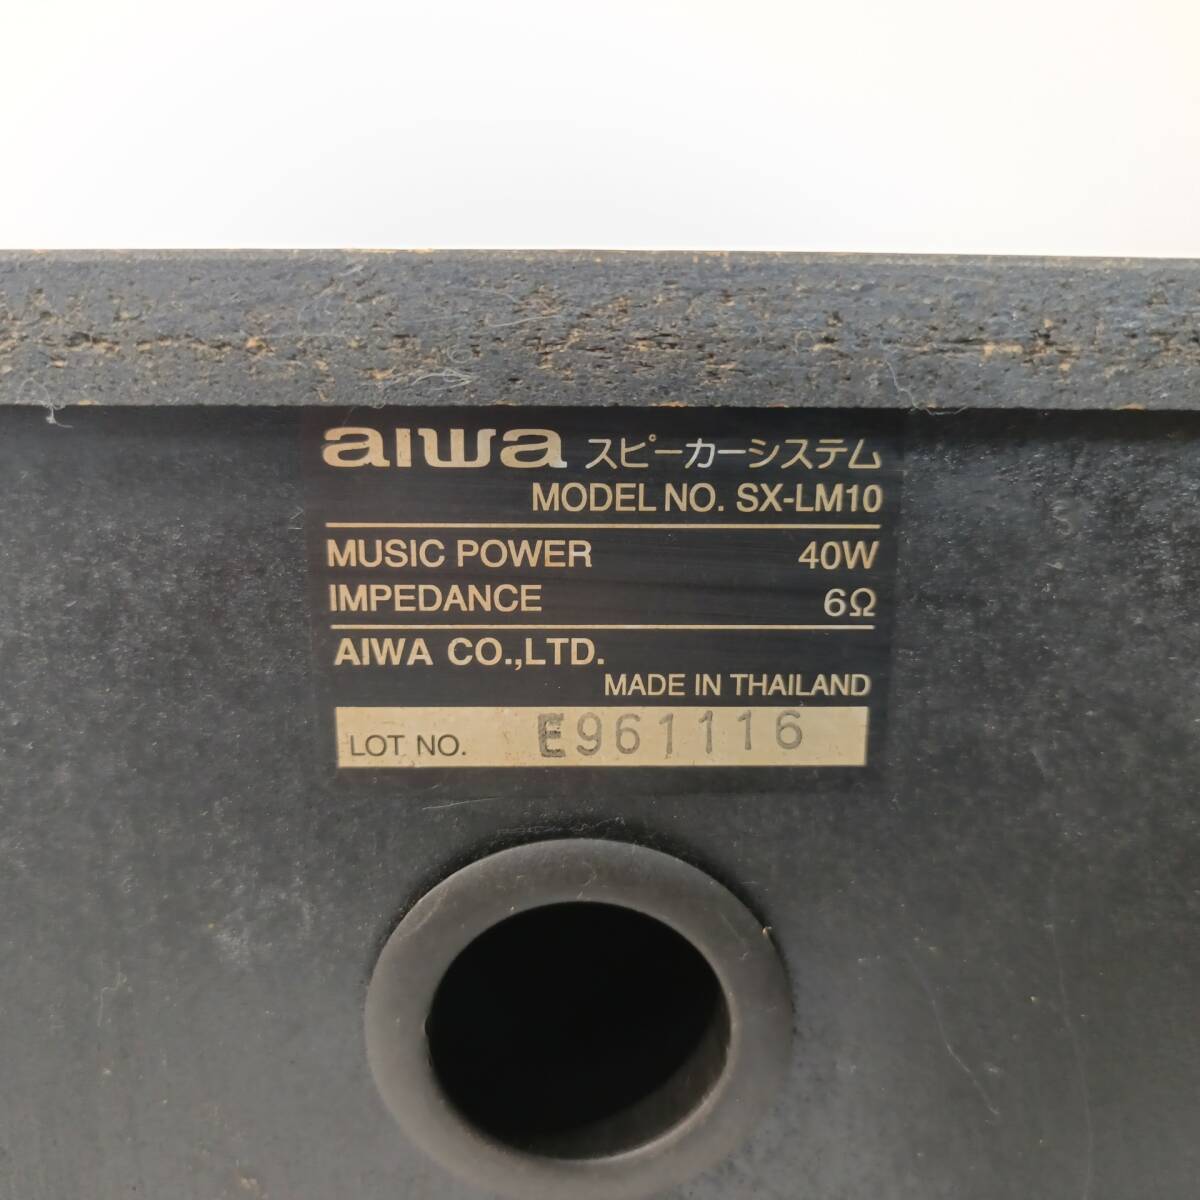 aiwa スピーカーシステム
MODEL NO. SX-LM10
MUSIC POWER 40W
IMPEDANCE 6Ω
AIWA CO.,LTD.
MADE IN THAILAND
LOT NO. E961116